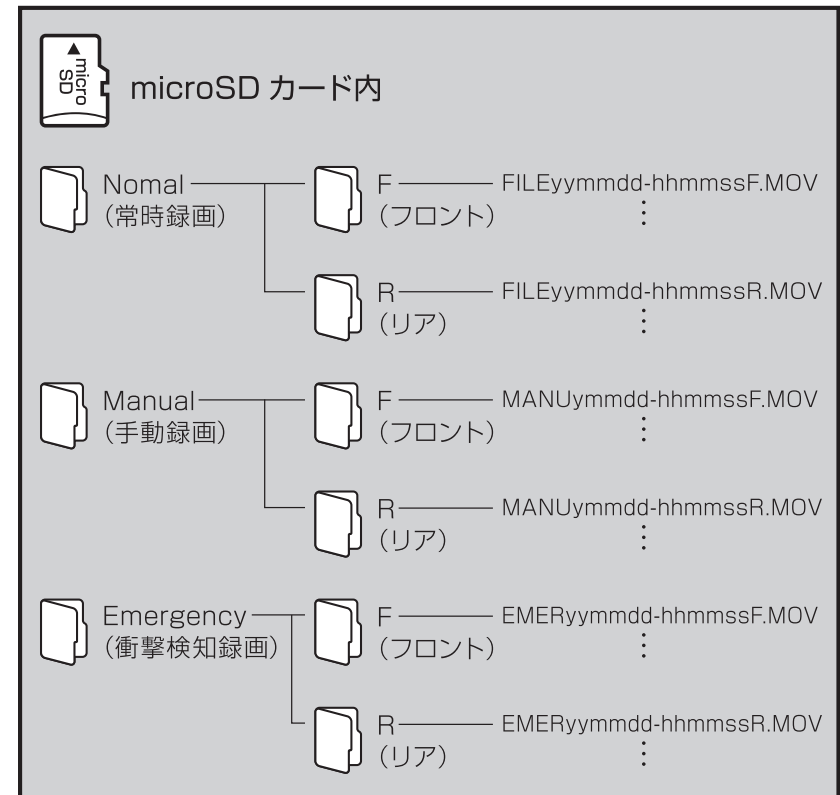 micro
SD
microSD カード内
Nomal
(常時録画)
F
(フロント)
FILEyymmdd-hhmmssF.MOV
R
(リア)
FILEyymmdd-hhmmssR.MOV
Manual
(手動録画)
F
(フロント)
MANUymmdd-hhmmssF.MOV
R
(リア)
MANUymmdd-hhmmssR.MOV
Emergency
(衝撃検知録画)
F
(フロント)
EMERyymmdd-hhmmssF.MOV
R
(リア)
EMERyymmdd-hhmmssR.MOV